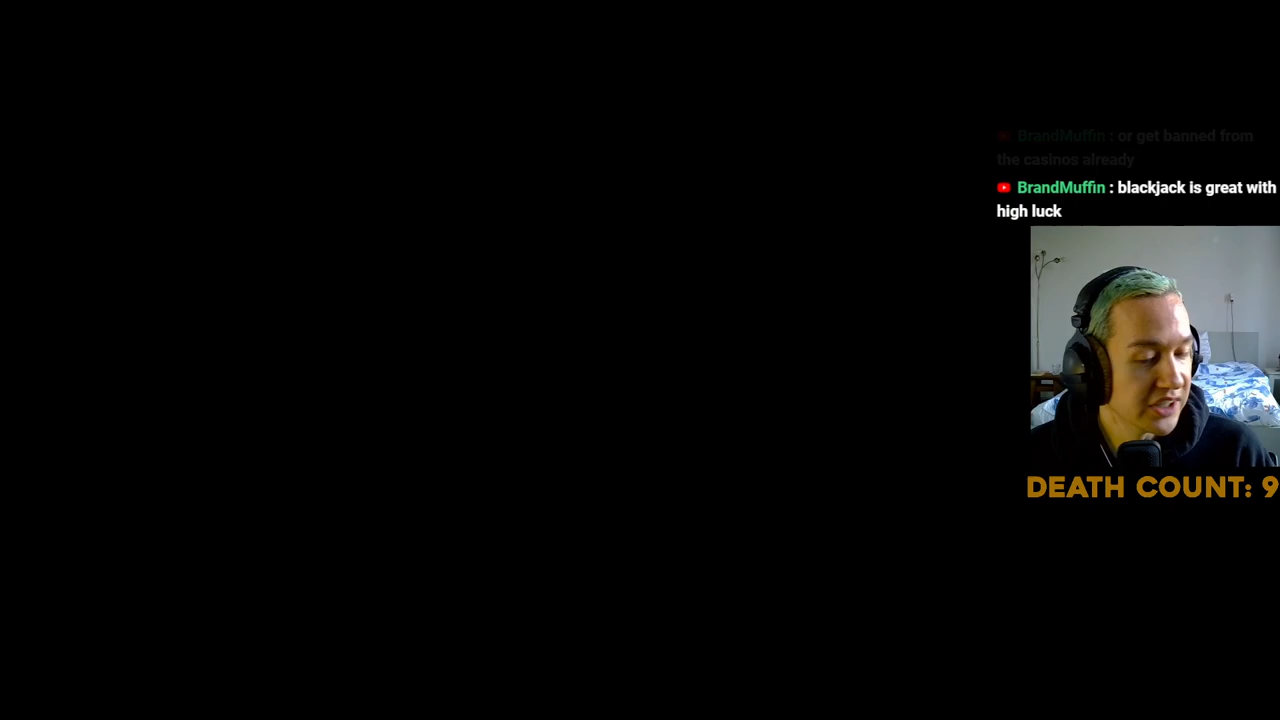 BrandMuffin : or get banned from
the casinos already
BrandMuffin : blackjack is great with
high luck
DEATH COUNT: 9